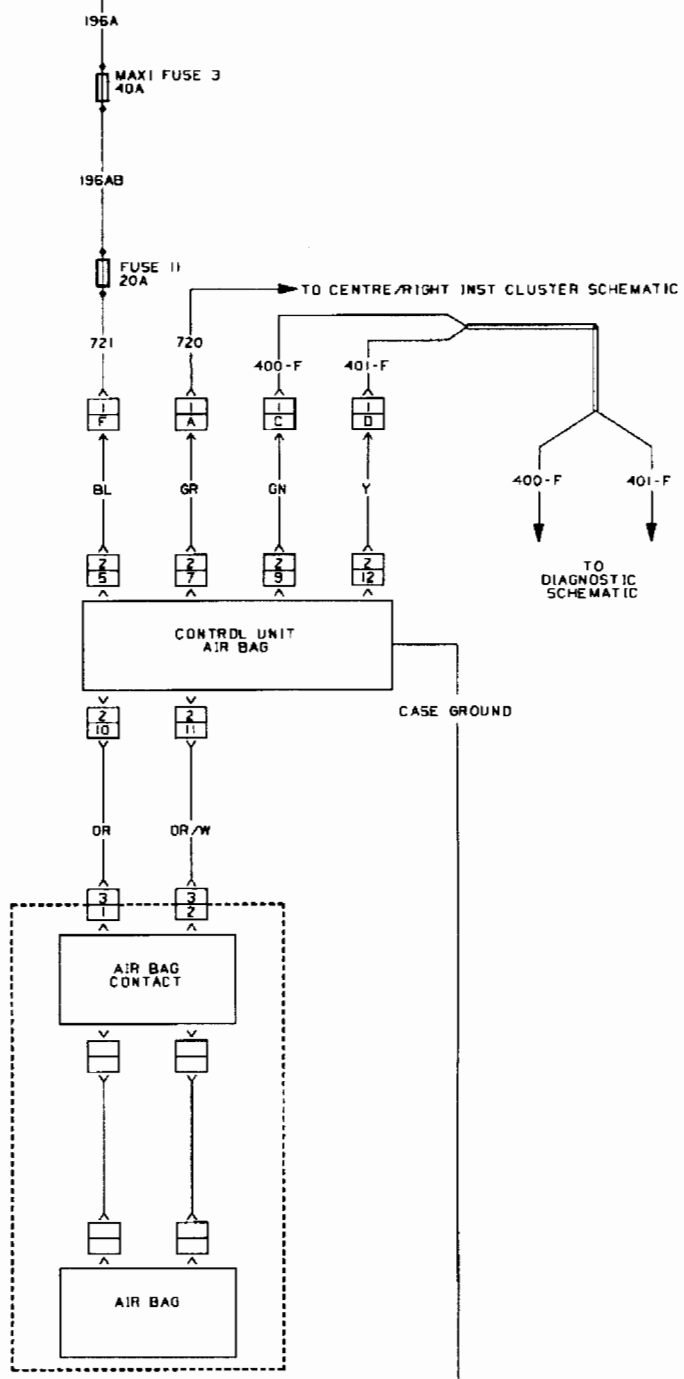 196A
MAXI FUSE 3
40A
196AB
FUSE 11
20A
TO CENTRE/RIGHT INST CLUSTER SCHEMATIC
721
720
400-F
401-F
1
F
1
A
1
C
1
D
400-F
401-F
BL
GR
GN
Y
TO
DIAGNOSTIC
SCHEMATIC
2
5
2
7
2
9
2
12
CONTROL UNIT
AIR BAG
CASE GROUND
2
10
2
11
OR
OR/W
3
1
3
2
AIR BAG
CONTACT
AIR BAG